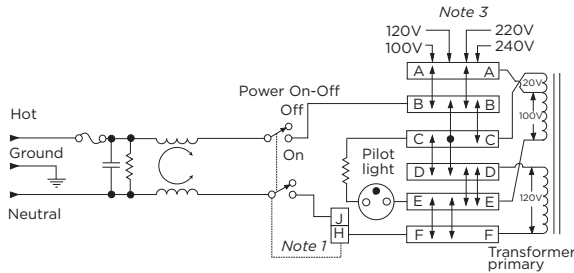 Note 3
120V 220V
100V 240V
A A
20V
Power On-Off
Off
B B
100V
Hot
C C
Ground
On
Pilot
light
D D
120V
E E
J
Neutral
H
Note 1
F F
Transformer
primary